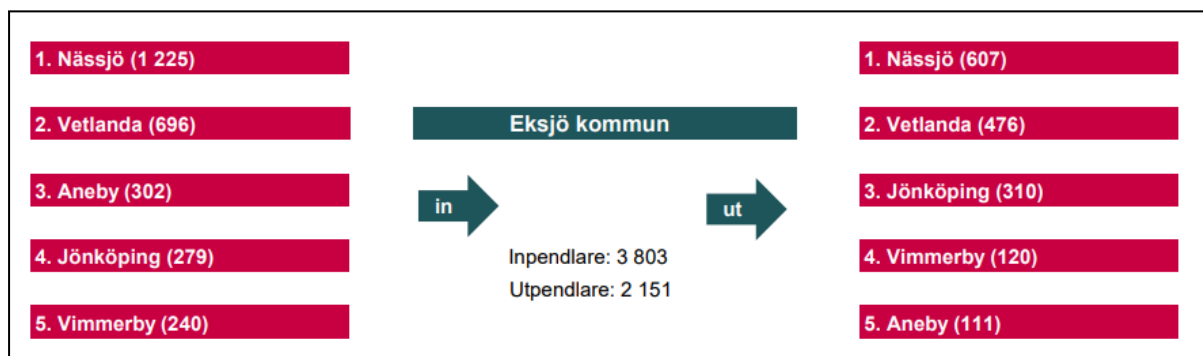 1. Nässjö (1 225)
2. Vetlanda (696)
3. Aneby (302)
4. Jönköping (279)
5. Vimmerby (240)
Eksjö kommun
in
ut
Inpendlare: 3 803
Utpendlare: 2 151
1. Nässjö (607)
2. Vetlanda (476)
3. Jönköping (310)
4. Vimmerby (120)
5. Aneby (111)